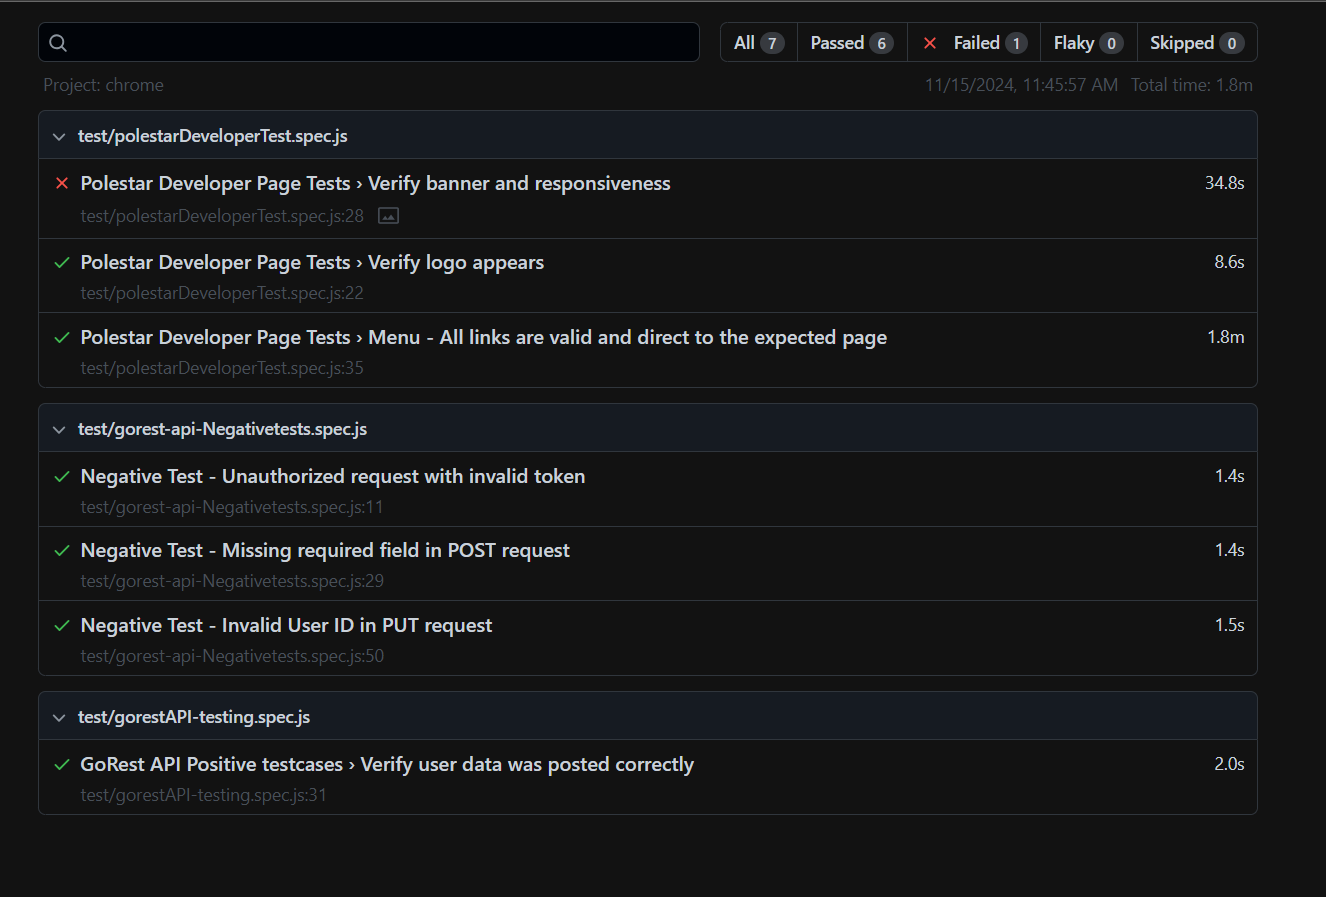 All 7 Passed 6 Failed 1 Flaky 0 Skipped 0
Project: chrome 11/15/2024, 11:45:57 AM Total time: 1.8m
test/polestarDeveloperTest.spec.js
Polestar Developer Page Tests › Verify banner and responsiveness 34.8s
test/polestarDeveloperTest.spec.js:28
Polestar Developer Page Tests › Verify logo appears 8.6s
test/polestarDeveloperTest.spec.js:22
Polestar Developer Page Tests › Menu - All links are valid and direct to the expected page 1.8m
test/polestarDeveloperTest.spec.js:35
test/gorest-api-Negativetests.spec.js
Negative Test - Unauthorized request with invalid token 1.4s
test/gorest-api-Negativetests.spec.js:11
Negative Test - Missing required field in POST request 1.4s
test/gorest-api-Negativetests.spec.js:29
Negative Test - Invalid User ID in PUT request 1.5s
test/gorest-api-Negativetests.spec.js:50
test/gorestAPI-testing.spec.js
GoRest API Positive testcases › Verify user data was posted correctly 2.0s
test/gorestAPI-testing.spec.js:31